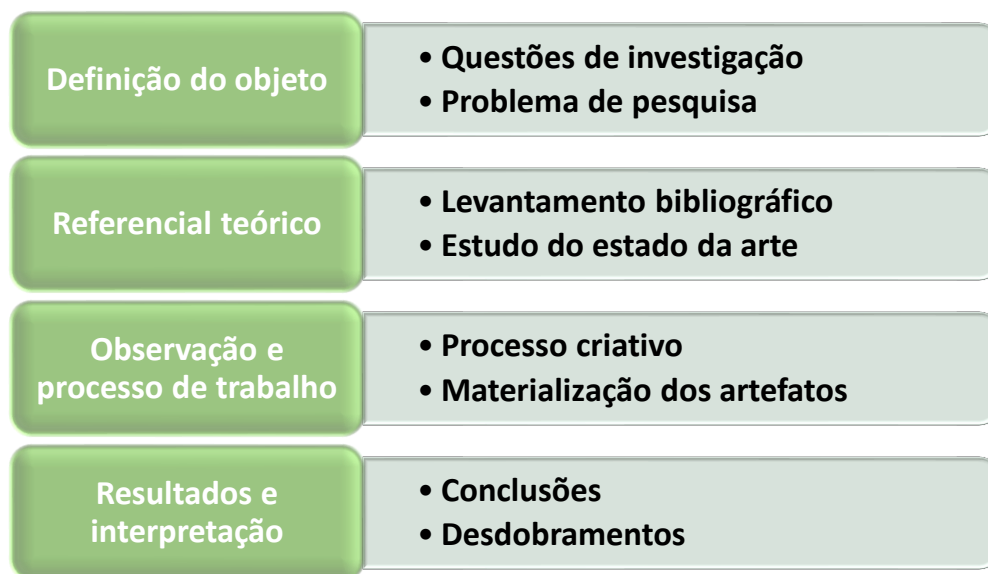 Definição do objeto
• Questões de investigação
• Problema de pesquisa
Referencial teórico
• Levantamento bibliográfico
• Estudo do estado da arte
Observação e
processo de trabalho
• Processo criativo
• Materialização dos artefatos
Resultados e
interpretação
• Conclusões
• Desdobramentos